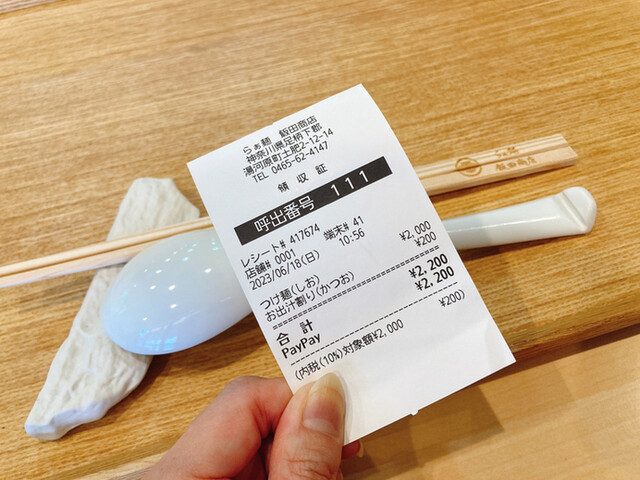 らぁ麺 飯田商店
神奈川県足柄下郡
湯河原町土肥2-12-14
TEL 0465-62-4147
領収証
呼出番号 111
レシート# 417674 端末# 41
店舗# 0001 10:56
2023/06/18(日)
つけ麺(しお) ¥2,000
お出汁割り(かつお) ¥200
合計 ¥2,200
PayPay ¥2,200
(内税(10%)対象額¥2,000 ¥200)
飯田商店